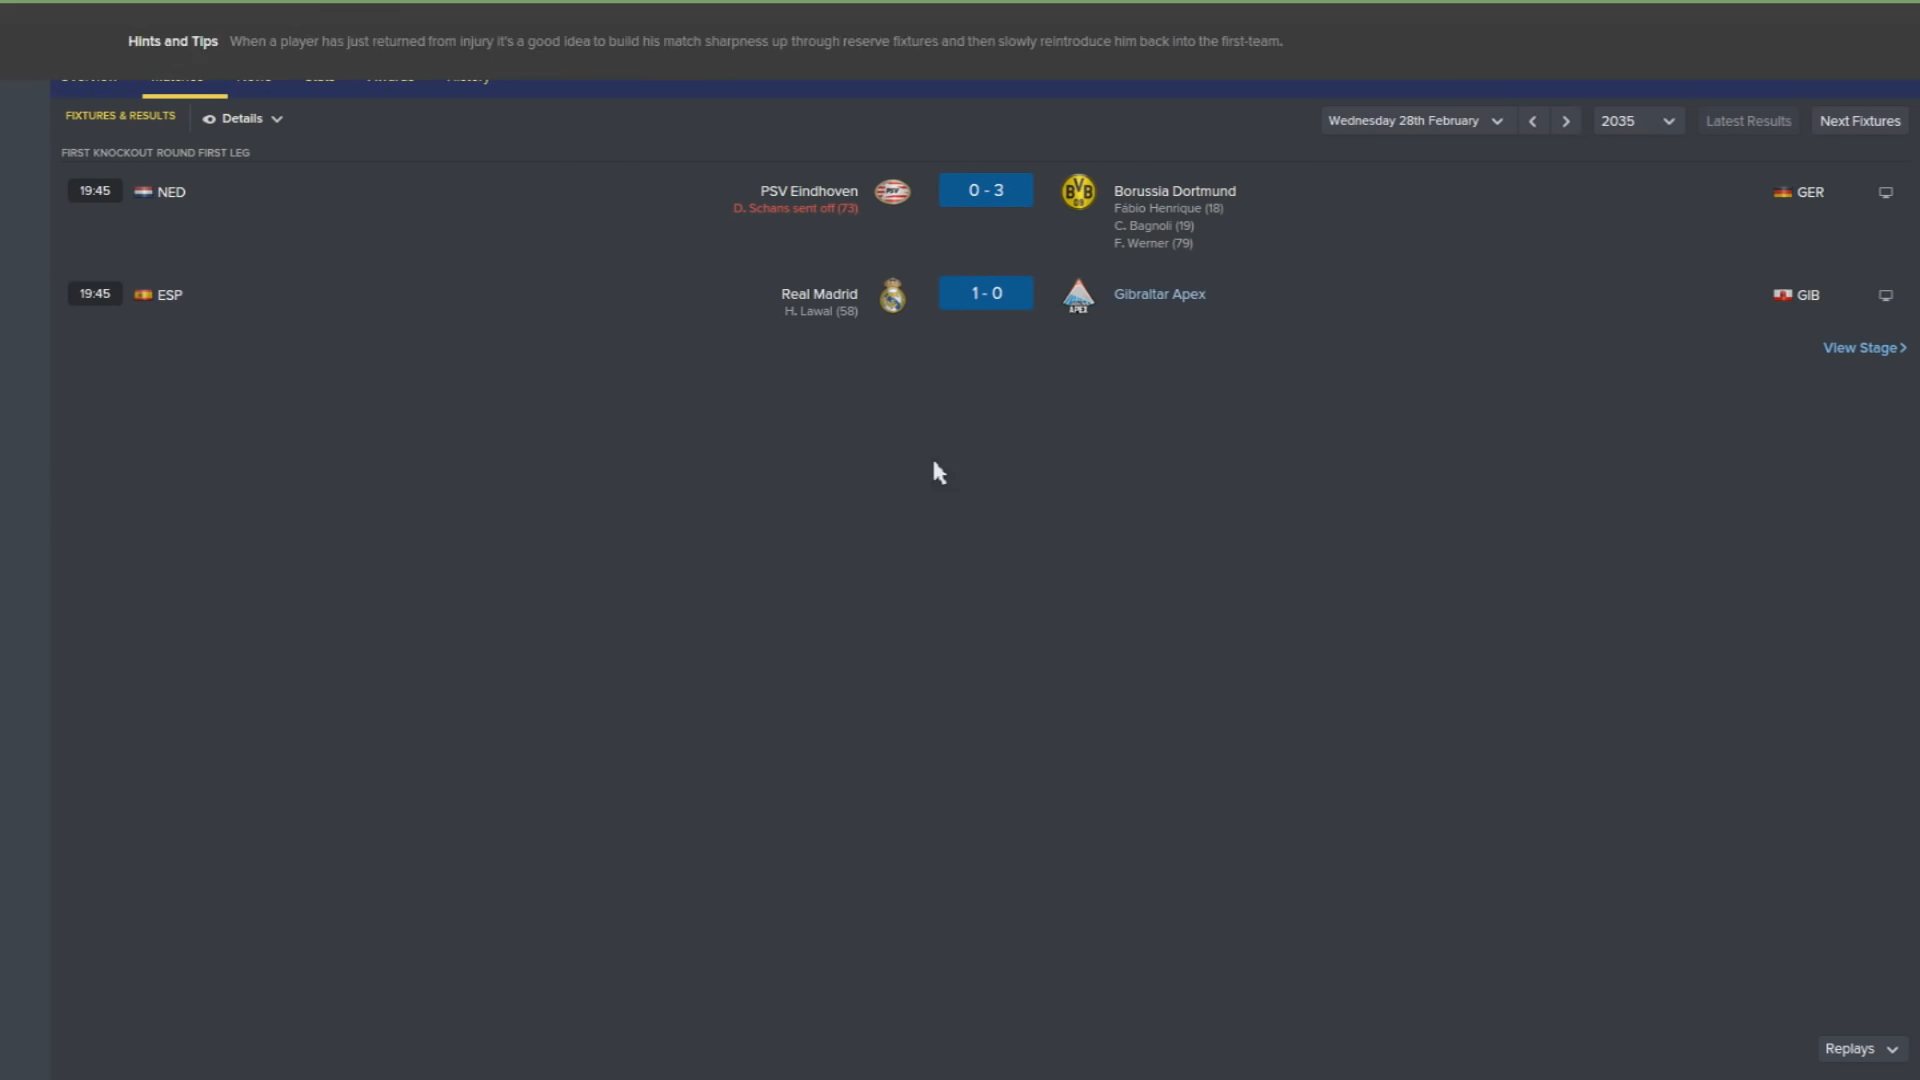 Hints and Tips When a player has just returned from injury it's a good idea to build his match sharpness up through reserve fixtures and then slowly reintroduce him back into the first-team.
FIXTURES & RESULTS Details Wednesday 28th February 2035 Latest Results Next Fixtures
FIRST KNOCKOUT ROUND FIRST LEG
19:45 NED PSV Eindhoven 0 - 3 Borussia Dortmund GER
D. Schans sent off (73) Fábio Henrique (18)
C. Bagnoli (19)
F. Werner (79)
19:45 ESP Real Madrid 1 - 0 Gibraltar Apex GIB
H. Lawal (58)
View Stage
Replays